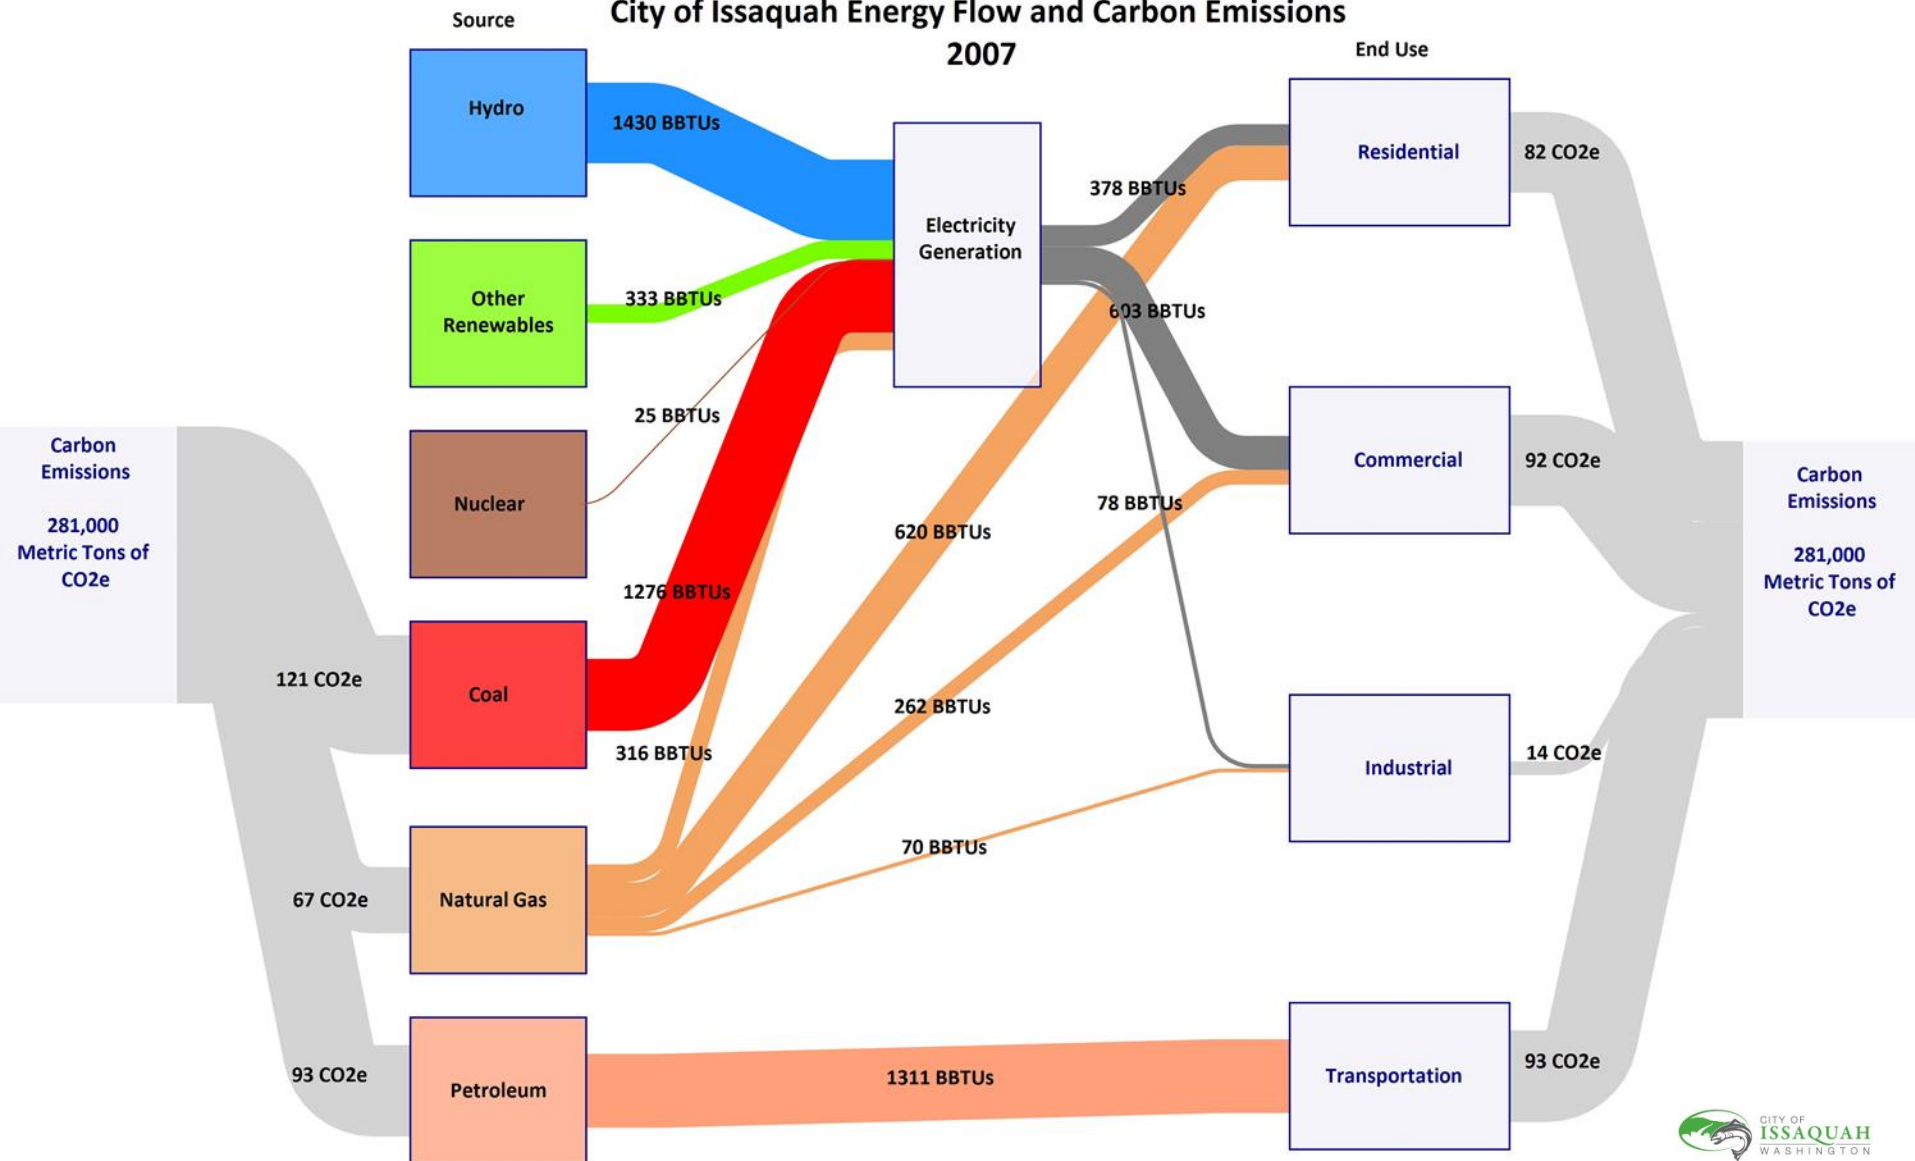 City of Issaquah Energy Flow and Carbon Emissions
2007
Source
End Use
Hydro
1430 BBTUs
Other
Renewables
333 BBTUs
Nuclear
25 BBTUs
Coal
1276 BBTUs
Natural Gas
316 BBTUs
Petroleum
1311 BBTUs
Electricity
Generation
378 BBTUs
603 BBTUs
78 BBTUs
620 BBTUs
262 BBTUs
70 BBTUs
Residential
82 CO2e
Commercial
92 CO2e
Industrial
14 CO2e
Transportation
93 CO2e
Carbon
Emissions
281,000
Metric Tons of
CO2e
121 CO2e
67 CO2e
93 CO2e
Carbon
Emissions
281,000
Metric Tons of
CO2e
CITY OF
ISSAQUAH
WASHINGTON